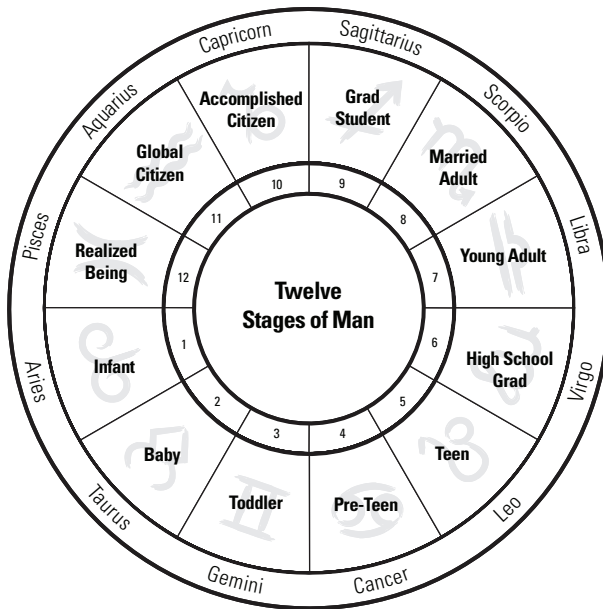 Twelve
Stages of Man
1
Infant
Aries
2
Baby
Taurus
3
Toddler
Gemini
4
Pre-Teen
Cancer
5
Teen
Leo
6
High School
Grad
Virgo
7
Young Adult
Libra
8
Married
Adult
Scorpio
9
Grad
Student
Sagittarius
10
Accomplished
Citizen
Capricorn
11
Global
Citizen
Aquarius
12
Realized
Being
Pisces